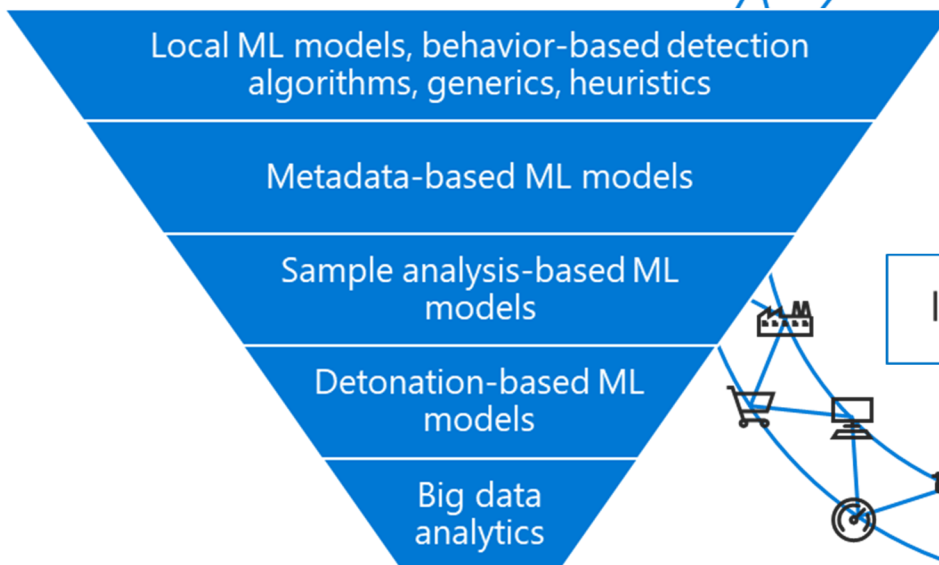 Local ML models, behavior-based detection
algorithms, generics, heuristics
Metadata-based ML models
Sample analysis-based ML
models
Detonation-based ML
models
Big data
analytics